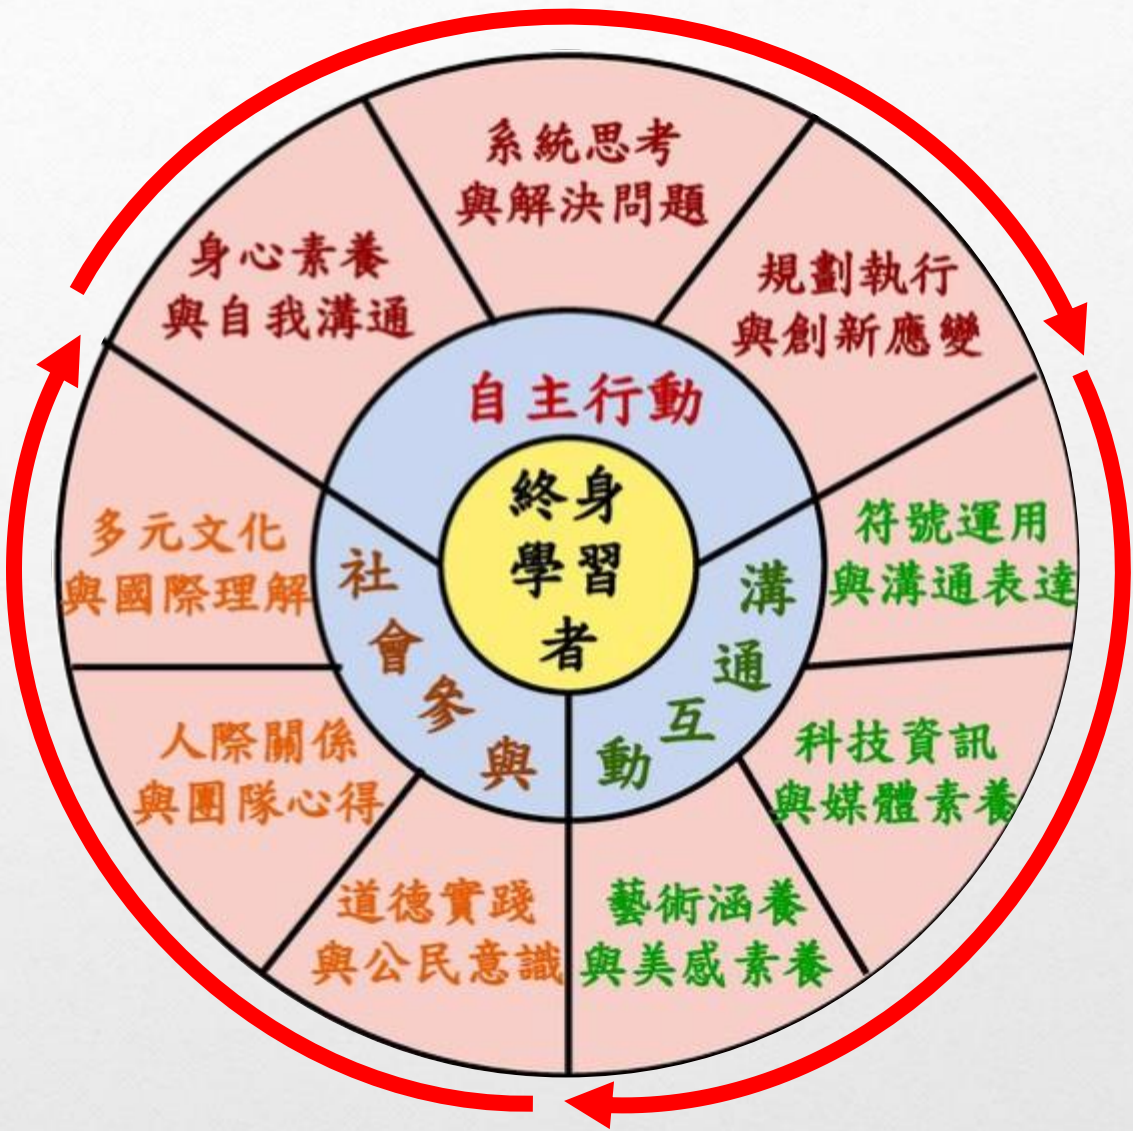 系統思考
與解決問題
身心素養
與自我溝通
規劃執行
與創新應變
自主行動
終身
學習
者
多元文化
與國際理解
社會參與
人際關係
與團隊心得
道德實踐
與公民意識
符號運用
與溝通表達
溝通互動
科技資訊
與媒體素養
藝術涵養
與美感素養